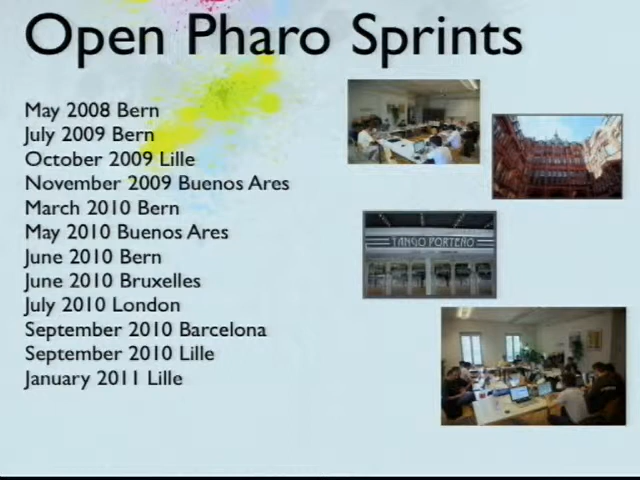 Open Pharo Sprints
May 2008 Bern
July 2009 Bern
October 2009 Lille
November 2009 Buenos Ares
March 2010 Bern
May 2010 Buenos Ares
June 2010 Bern
June 2010 Bruxelles
July 2010 London
September 2010 Barcelona
September 2010 Lille
January 2011 Lille
TANGO PORTEÑO